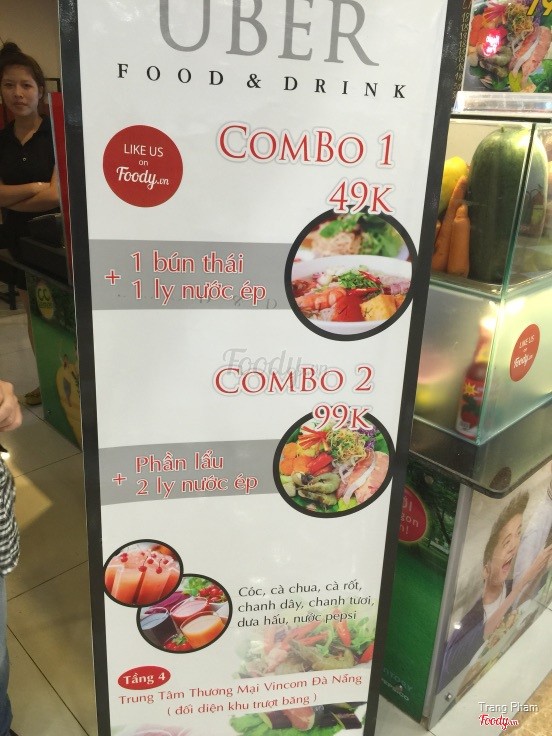 UBER
FOOD & DRINK
LIKE US
on
Foody.vn
COMBO 1
49K
+ 1 bún thái
1 ly nước ép
Foody.vn
COMBO 2
99K
+ Phần lẩu
2 ly nước ép
Cóc, cà chua, cà rốt,
chanh dây, chanh tươi,
dưa hấu, nước pepsi
Tầng 4
Trung Tâm Thương Mại Vincom Đà Nẵng
( đối diện khu trượt băng )
LIKE US
on
Foody.vn
Trang Pham
Foody.vn